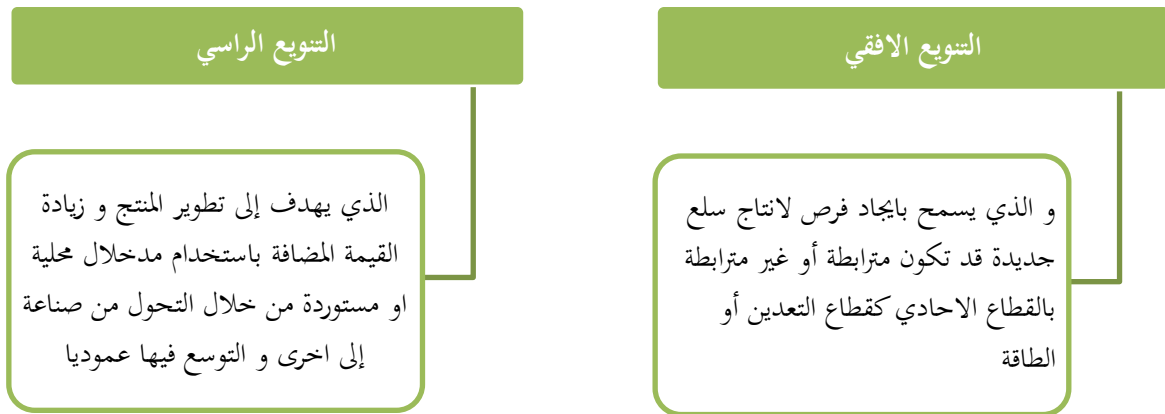 التنويع الافقي
و الذي يسمح بايجاد فرص لانتاج سلع
جديدة قد تكون مترابطة أو غير مترابطة
بالقطاع الاحادي كقطاع التعدين أو
الطاقة
التنويع الراسي
الذي يهدف إلى تطوير المنتج و زيادة
القيمة المضافة باستخدام مدخلال محلية
او مستوردة من خلال التحول من صناعة
إلى اخرى و التوسع فيها عموديا